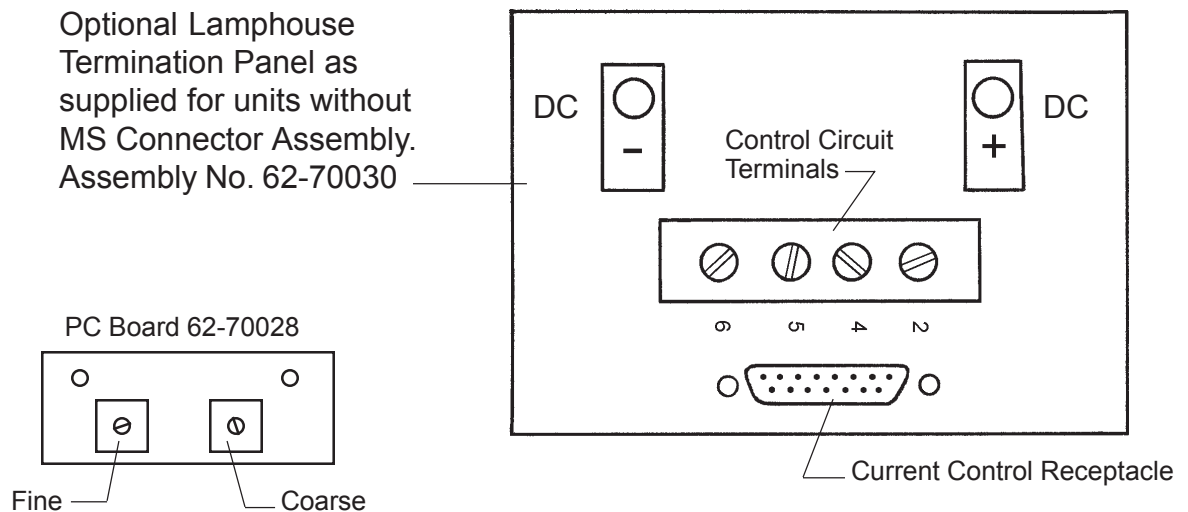 Optional Lamphouse
Termination Panel as
supplied for units without
MS Connector Assembly.
Assembly No. 62-70030
DC
-
Control Circuit
Terminals
+
DC
6 5 4 2
PC Board 62-70028
Fine
Coarse
Current Control Receptacle